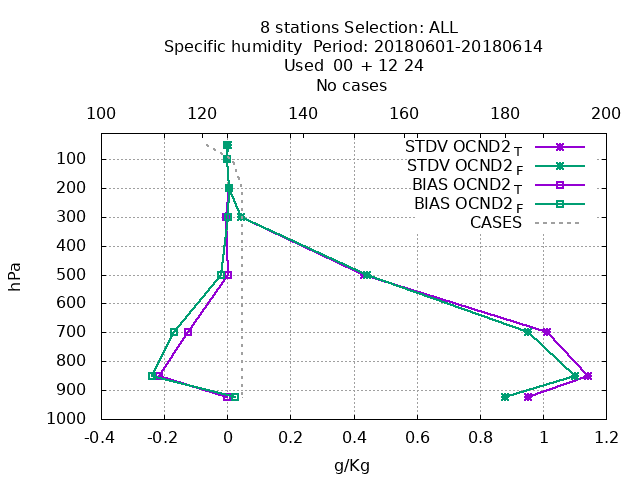 8 stations Selection: ALL
Specific humidity  Period: 20180601-20180614
Used  00 + 12 24
No cases
100 120 140 160 180 200
STDV OCND2 T
STDV OCND2 F
BIAS OCND2 T
BIAS OCND2 F
CASES
hPa
100
200
300
400
500
600
700
800
900
1000
-0.4 -0.2 0 0.2 0.4 0.6 0.8 1 1.2
g/Kg